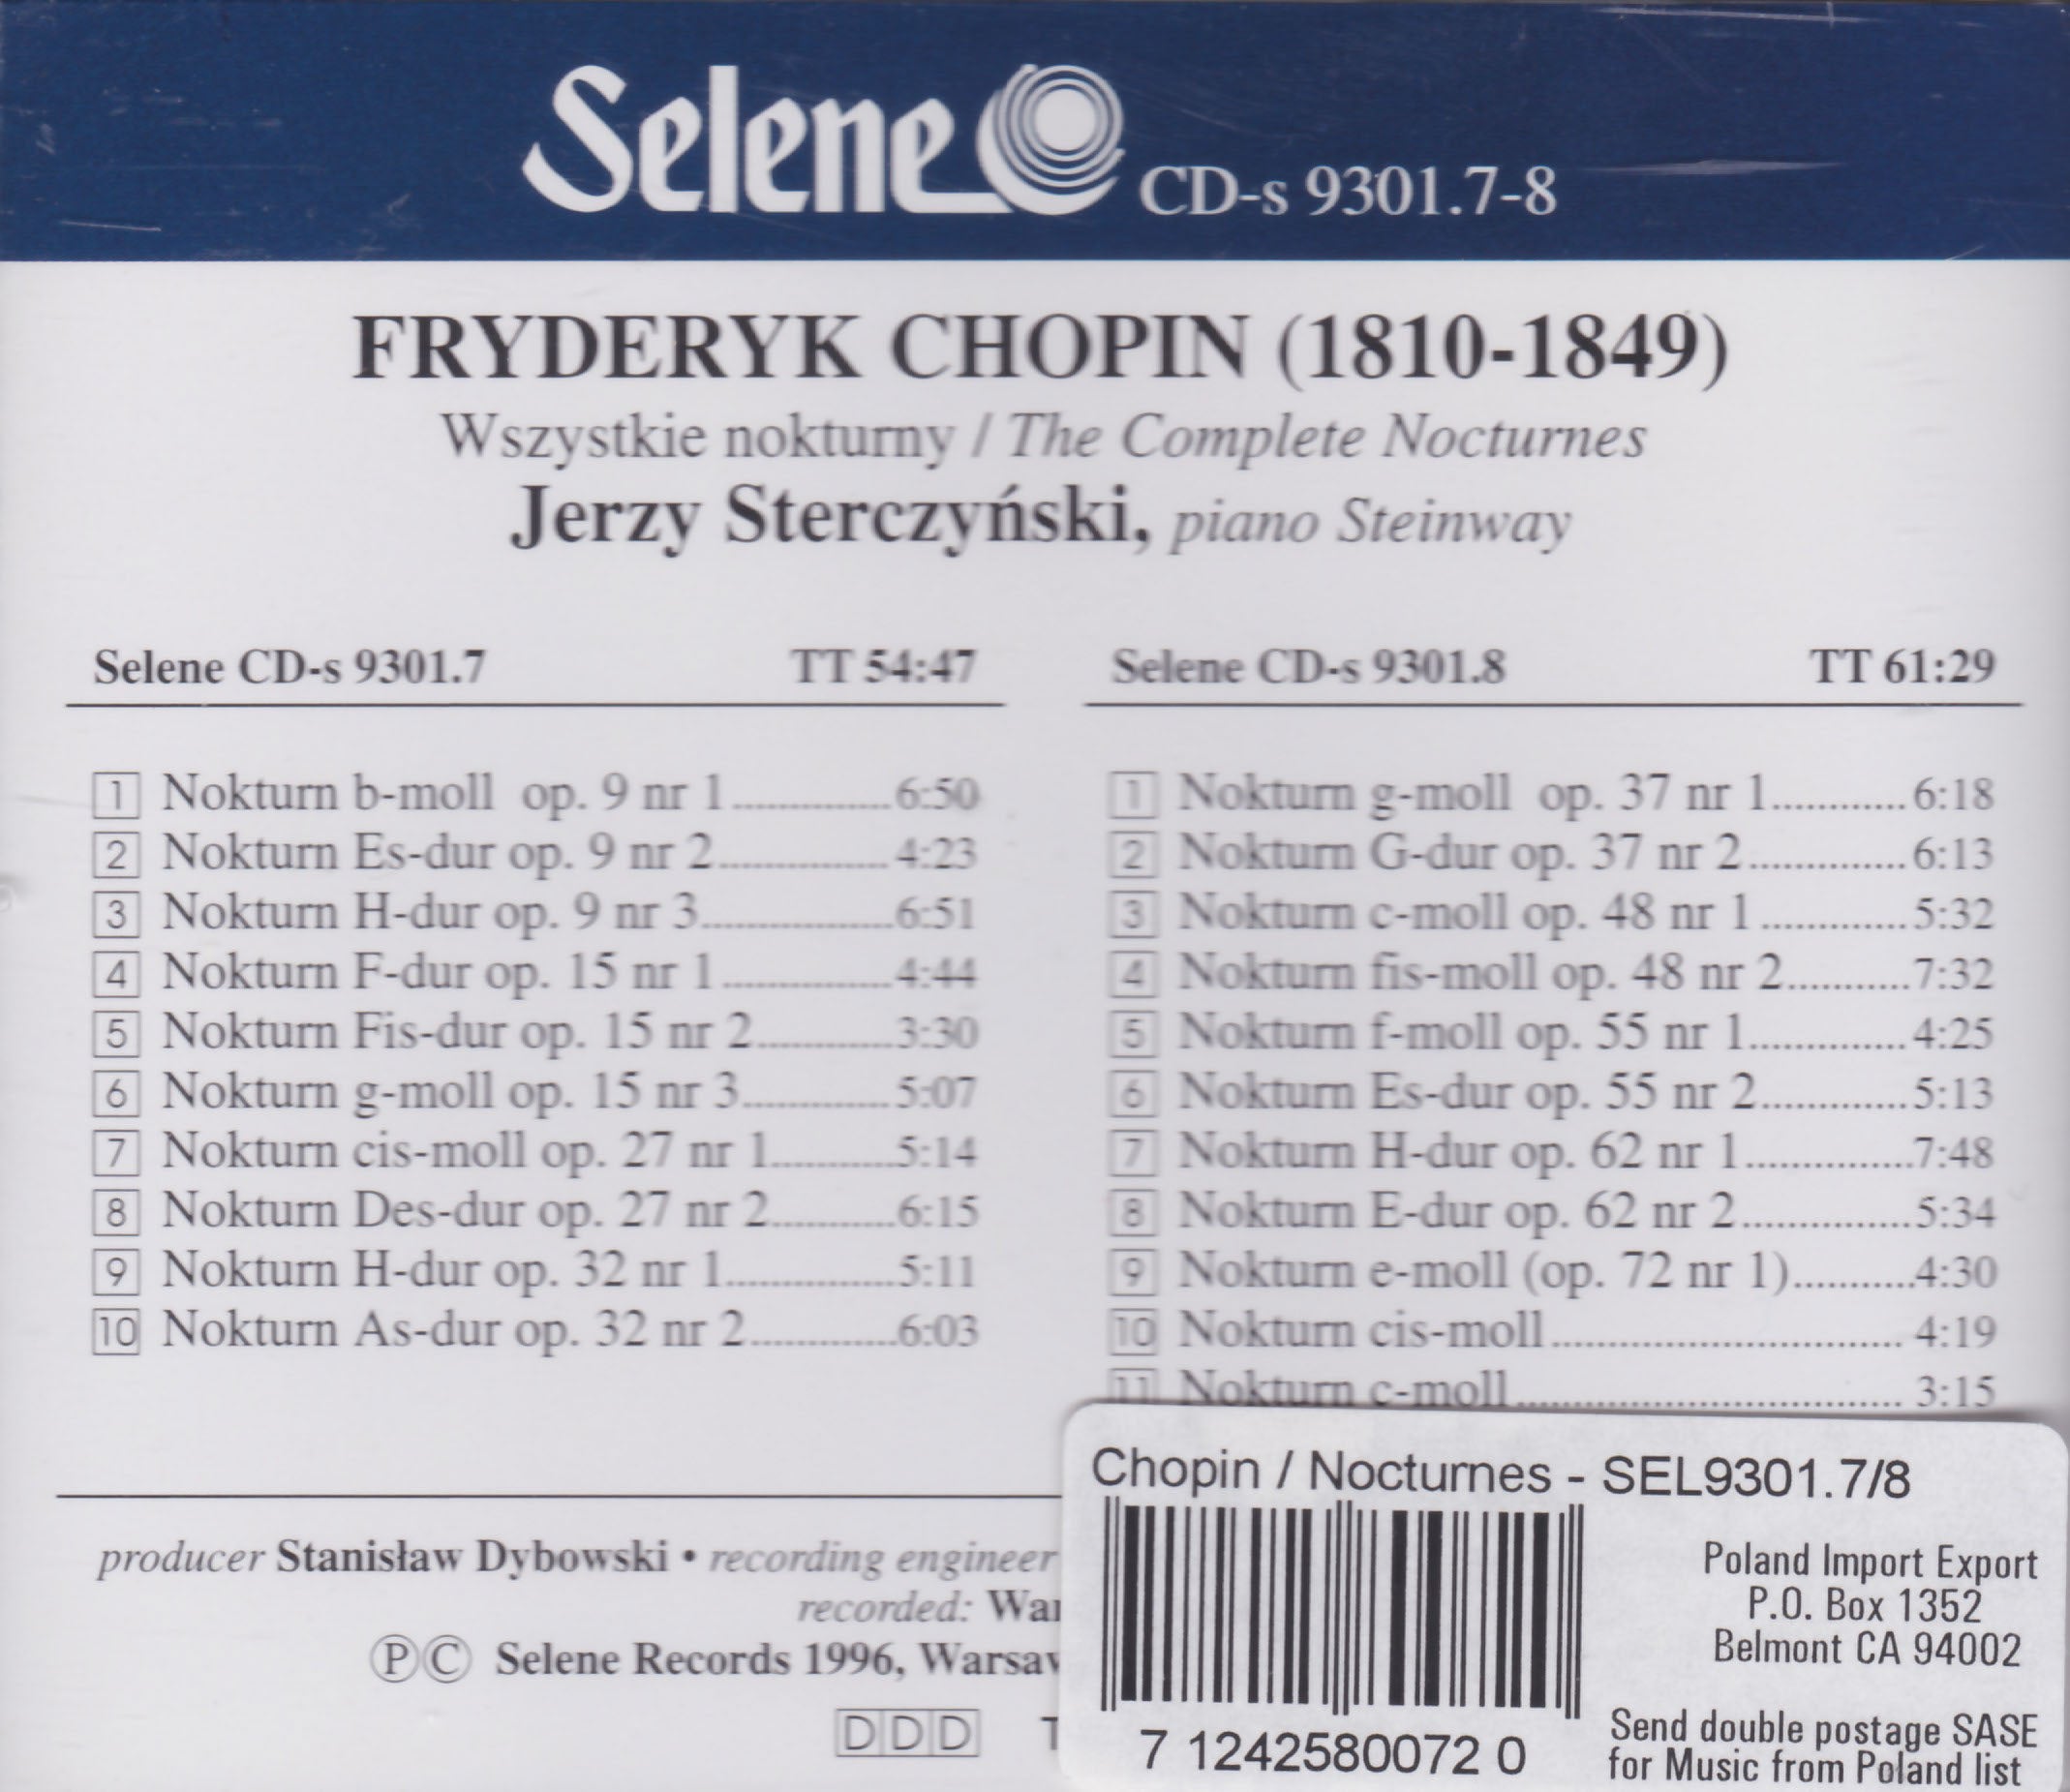 Selene CD-s 9301.7-8
FRYDERYK CHOPIN (1810-1849)
Wszystkie nokturny / The Complete Nocturnes
Jerzy Sterczyński, piano Steinway
Selene CD-s 9301.7 TT 54:47
1 Nokturn b-moll op. 9 nr 1 6:50
2 Nokturn Es-dur op. 9 nr 2 4:23
3 Nokturn H-dur op. 9 nr 3 6:51
4 Nokturn F-dur op. 15 nr 1 4:44
5 Nokturn Fis-dur op. 15 nr 2 3:30
6 Nokturn g-moll op. 15 nr 3 5:07
7 Nokturn cis-moll op. 27 nr 1 5:14
8 Nokturn Des-dur op. 27 nr 2 6:15
9 Nokturn H-dur op. 32 nr 1 5:11
10 Nokturn As-dur op. 32 nr 2 6:03
Selene CD-s 9301.8 TT 61:29
1 Nokturn g-moll op. 37 nr 1 6:18
2 Nokturn G-dur op. 37 nr 2 6:13
3 Nokturn c-moll op. 48 nr 1 5:32
4 Nokturn fis-moll op. 48 nr 2 7:32
5 Nokturn f-moll op. 55 nr 1 4:25
6 Nokturn Es-dur op. 55 nr 2 5:13
7 Nokturn H-dur op. 62 nr 1 7:48
8 Nokturn E-dur op. 62 nr 2 5:34
9 Nokturn e-moll (op. 72 nr 1) 4:30
10 Nokturn cis-moll 4:19
11 Nokturn c-moll 3:15
producer Stanisław Dybowski • recording engineer
recorded:
ⓅⒸ Selene Records 1996,
DDD
Chopin / Nocturnes - SEL9301.7/8
7 1242580072 0
Poland Import Export
P.O. Box 1352
Belmont CA 94002
Send double postage SASE
for Music from Poland list